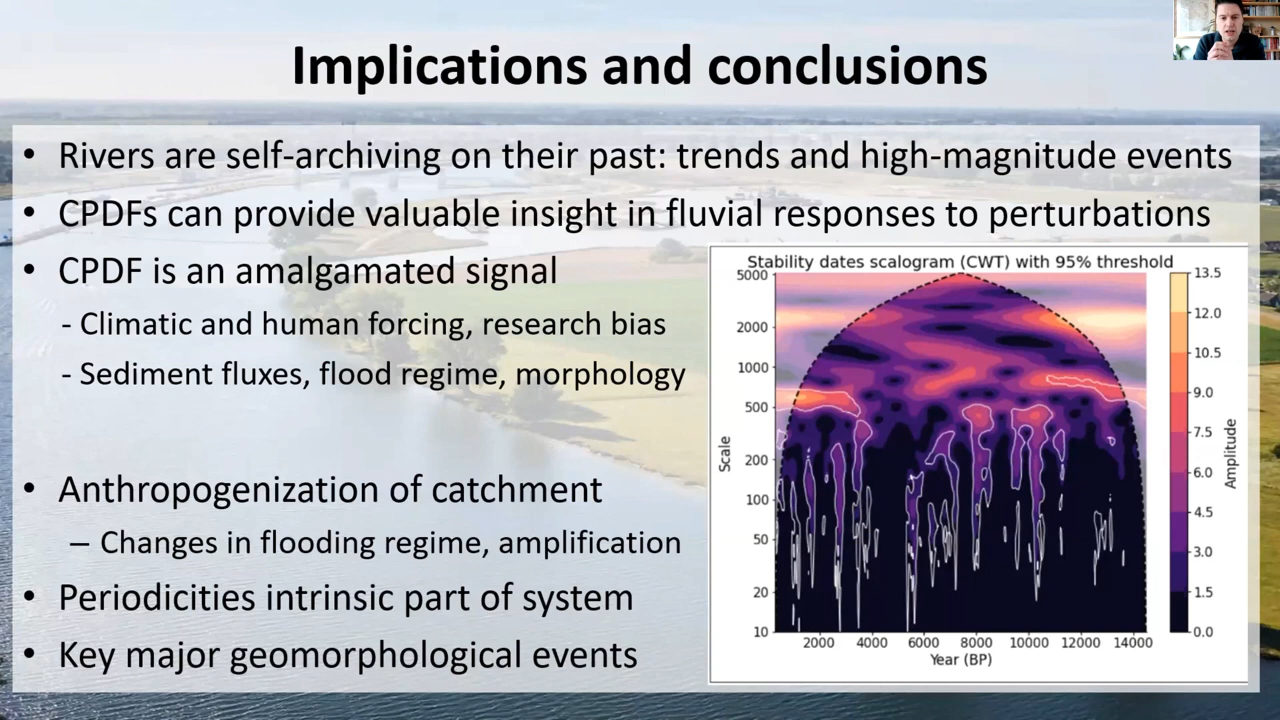 Implications and conclusions
• Rivers are self-archiving on their past: trends and high-magnitude events
• CPDFs can provide valuable insight in fluvial responses to perturbations
• CPDF is an amalgamated signal
- Climatic and human forcing, research bias
- Sediment fluxes, flood regime, morphology
• Anthropogenization of catchment
– Changes in flooding regime, amplification
• Periodicities intrinsic part of system
• Key major geomorphological events
Stability dates scalogram (CWT) with 95% threshold
5000
2000
1000
500
200
100
50
20
10
Scale
2000 4000 6000 8000 10000 12000 14000
Year (BP)
13.5
12.0
10.5
9.0
7.5
6.0
4.5
3.0
1.5
0.0
Amplitude